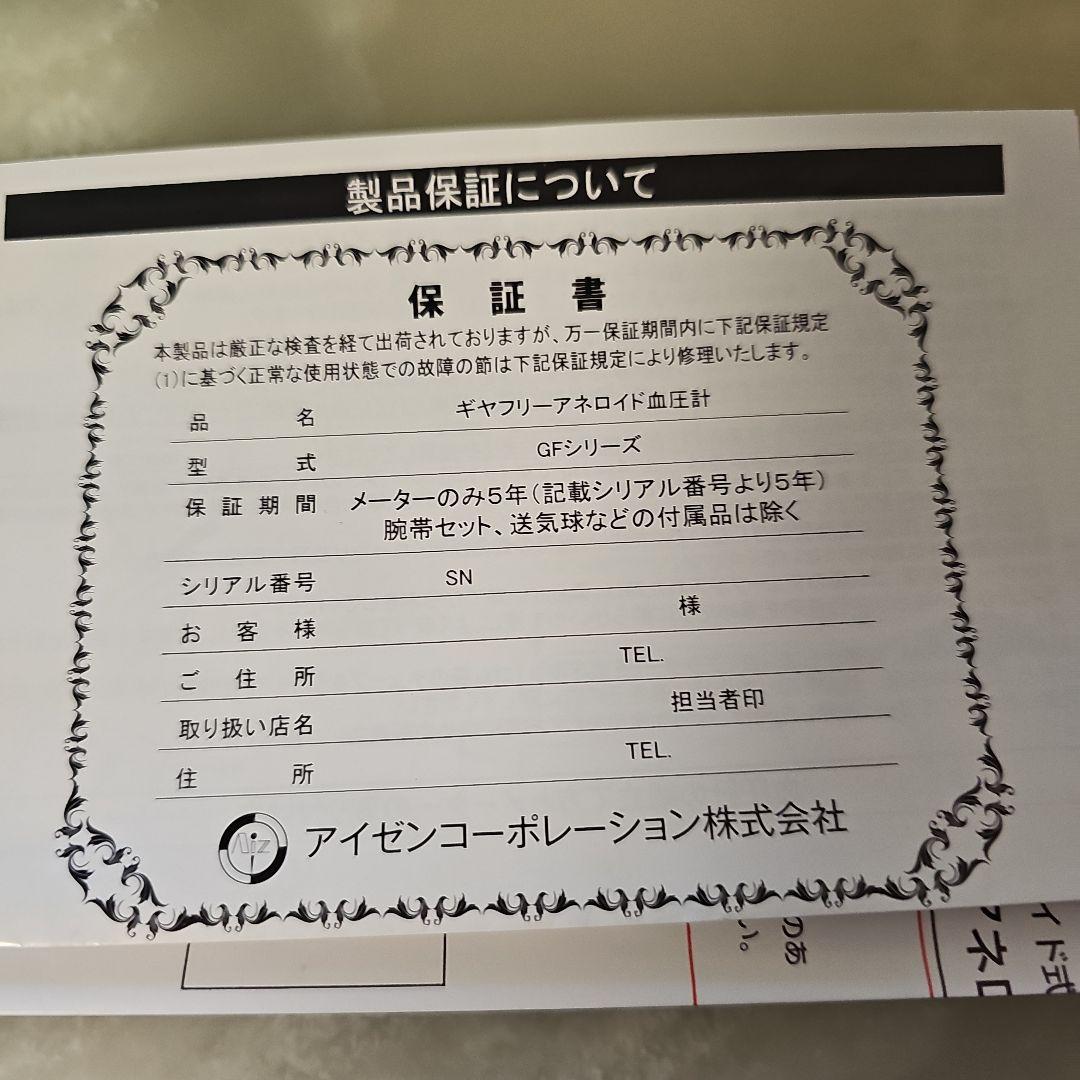 製品保証について
保証書
本製品は厳正な検査を経て出荷されておりますが、万一保証期間内に下記保証規定
(1)に基づく正常な使用状態での故障の節は下記保証規定により修理いたします。
品名 ギヤフリーアネロイド血圧計
型式 GFシリーズ
保証期間 メーターのみ5年(記載シリアル番号より5年)
腕帯セット、送気球などの付属品は除く
シリアル番号 SN
お客様 様
ご住所 TEL.
取り扱い店名 担当者印
住所 TEL.
Aiz アイゼンコーポレーション株式会社
のあ
い。
イド式
アネロ